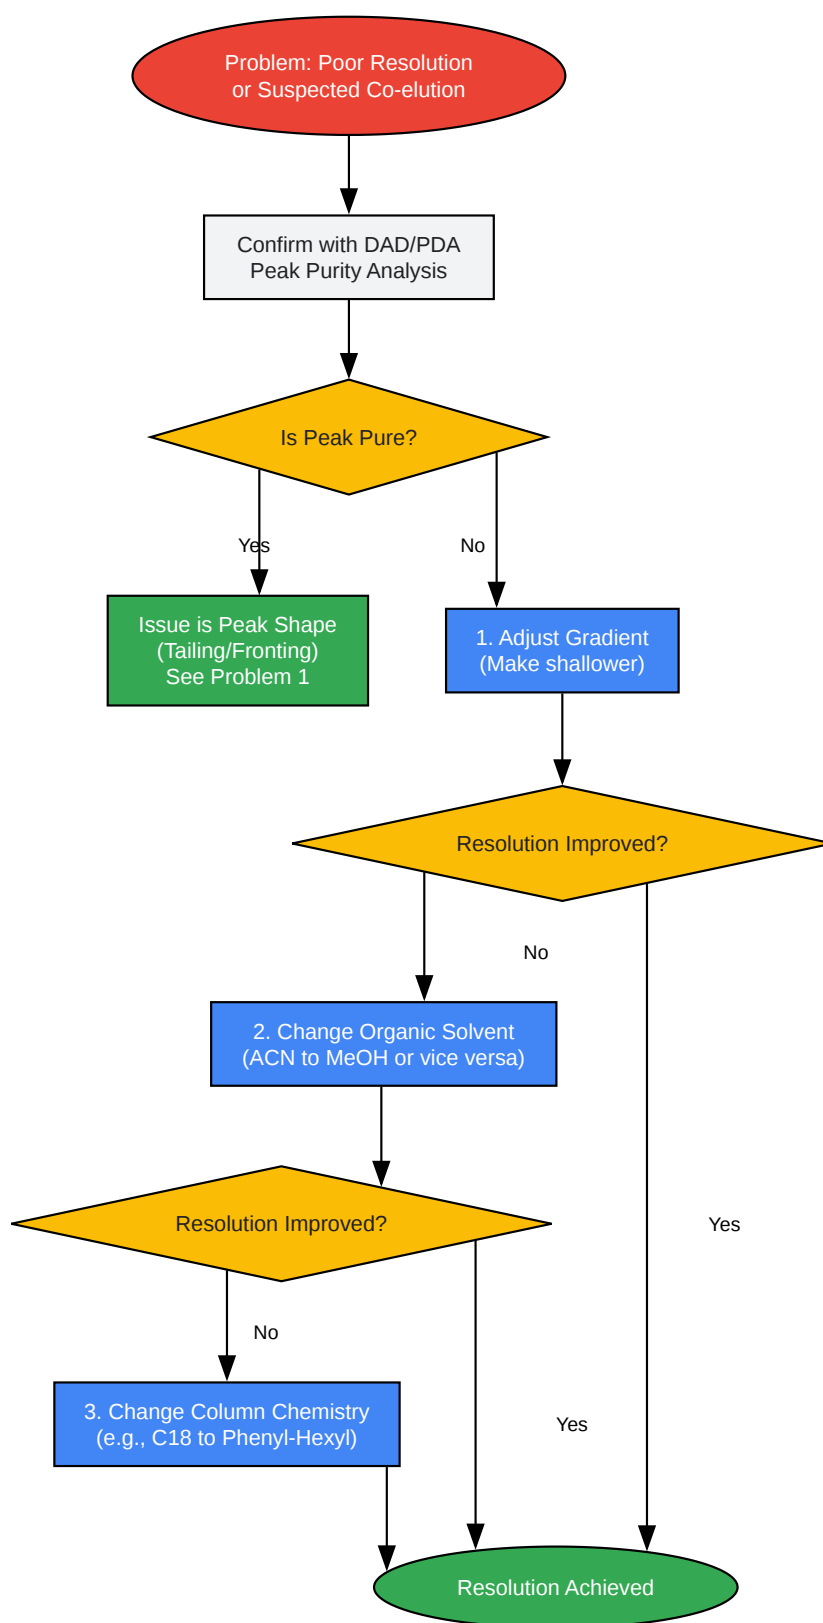 Problem: Poor Resolution
or Suspected Co-elution
Confirm with DAD/PDA
Peak Purity Analysis
Is Peak Pure?
Yes
No
Issue is Peak Shape
(Tailing/Fronting)
See Problem 1
1. Adjust Gradient
(Make shallower)
Resolution Improved?
No
2. Change Organic Solvent
(ACN to MeOH or vice versa)
Resolution Improved?
Yes
No
3. Change Column Chemistry
(e.g., C18 to Phenyl-Hexyl)
Yes
Resolution Achieved